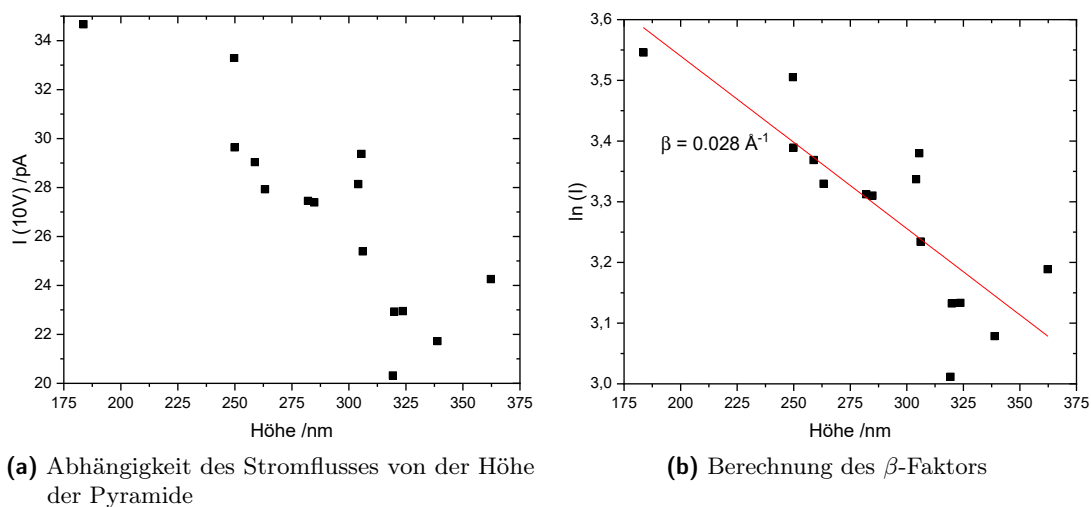 34
32
30
28
26
24
22
20
I (10V) /pA
175 200 225 250 275 300 325 350 375
Höhe /nm
3,6
3,5
3,4
3,3
3,2
3,1
3,0
ln (I)
β = 0.028 Å-1
175 200 225 250 275 300 325 350 375
Höhe /nm
(a) Abhängigkeit des Stromflusses von der Höhe
der Pyramide
(b) Berechnung des β-Faktors